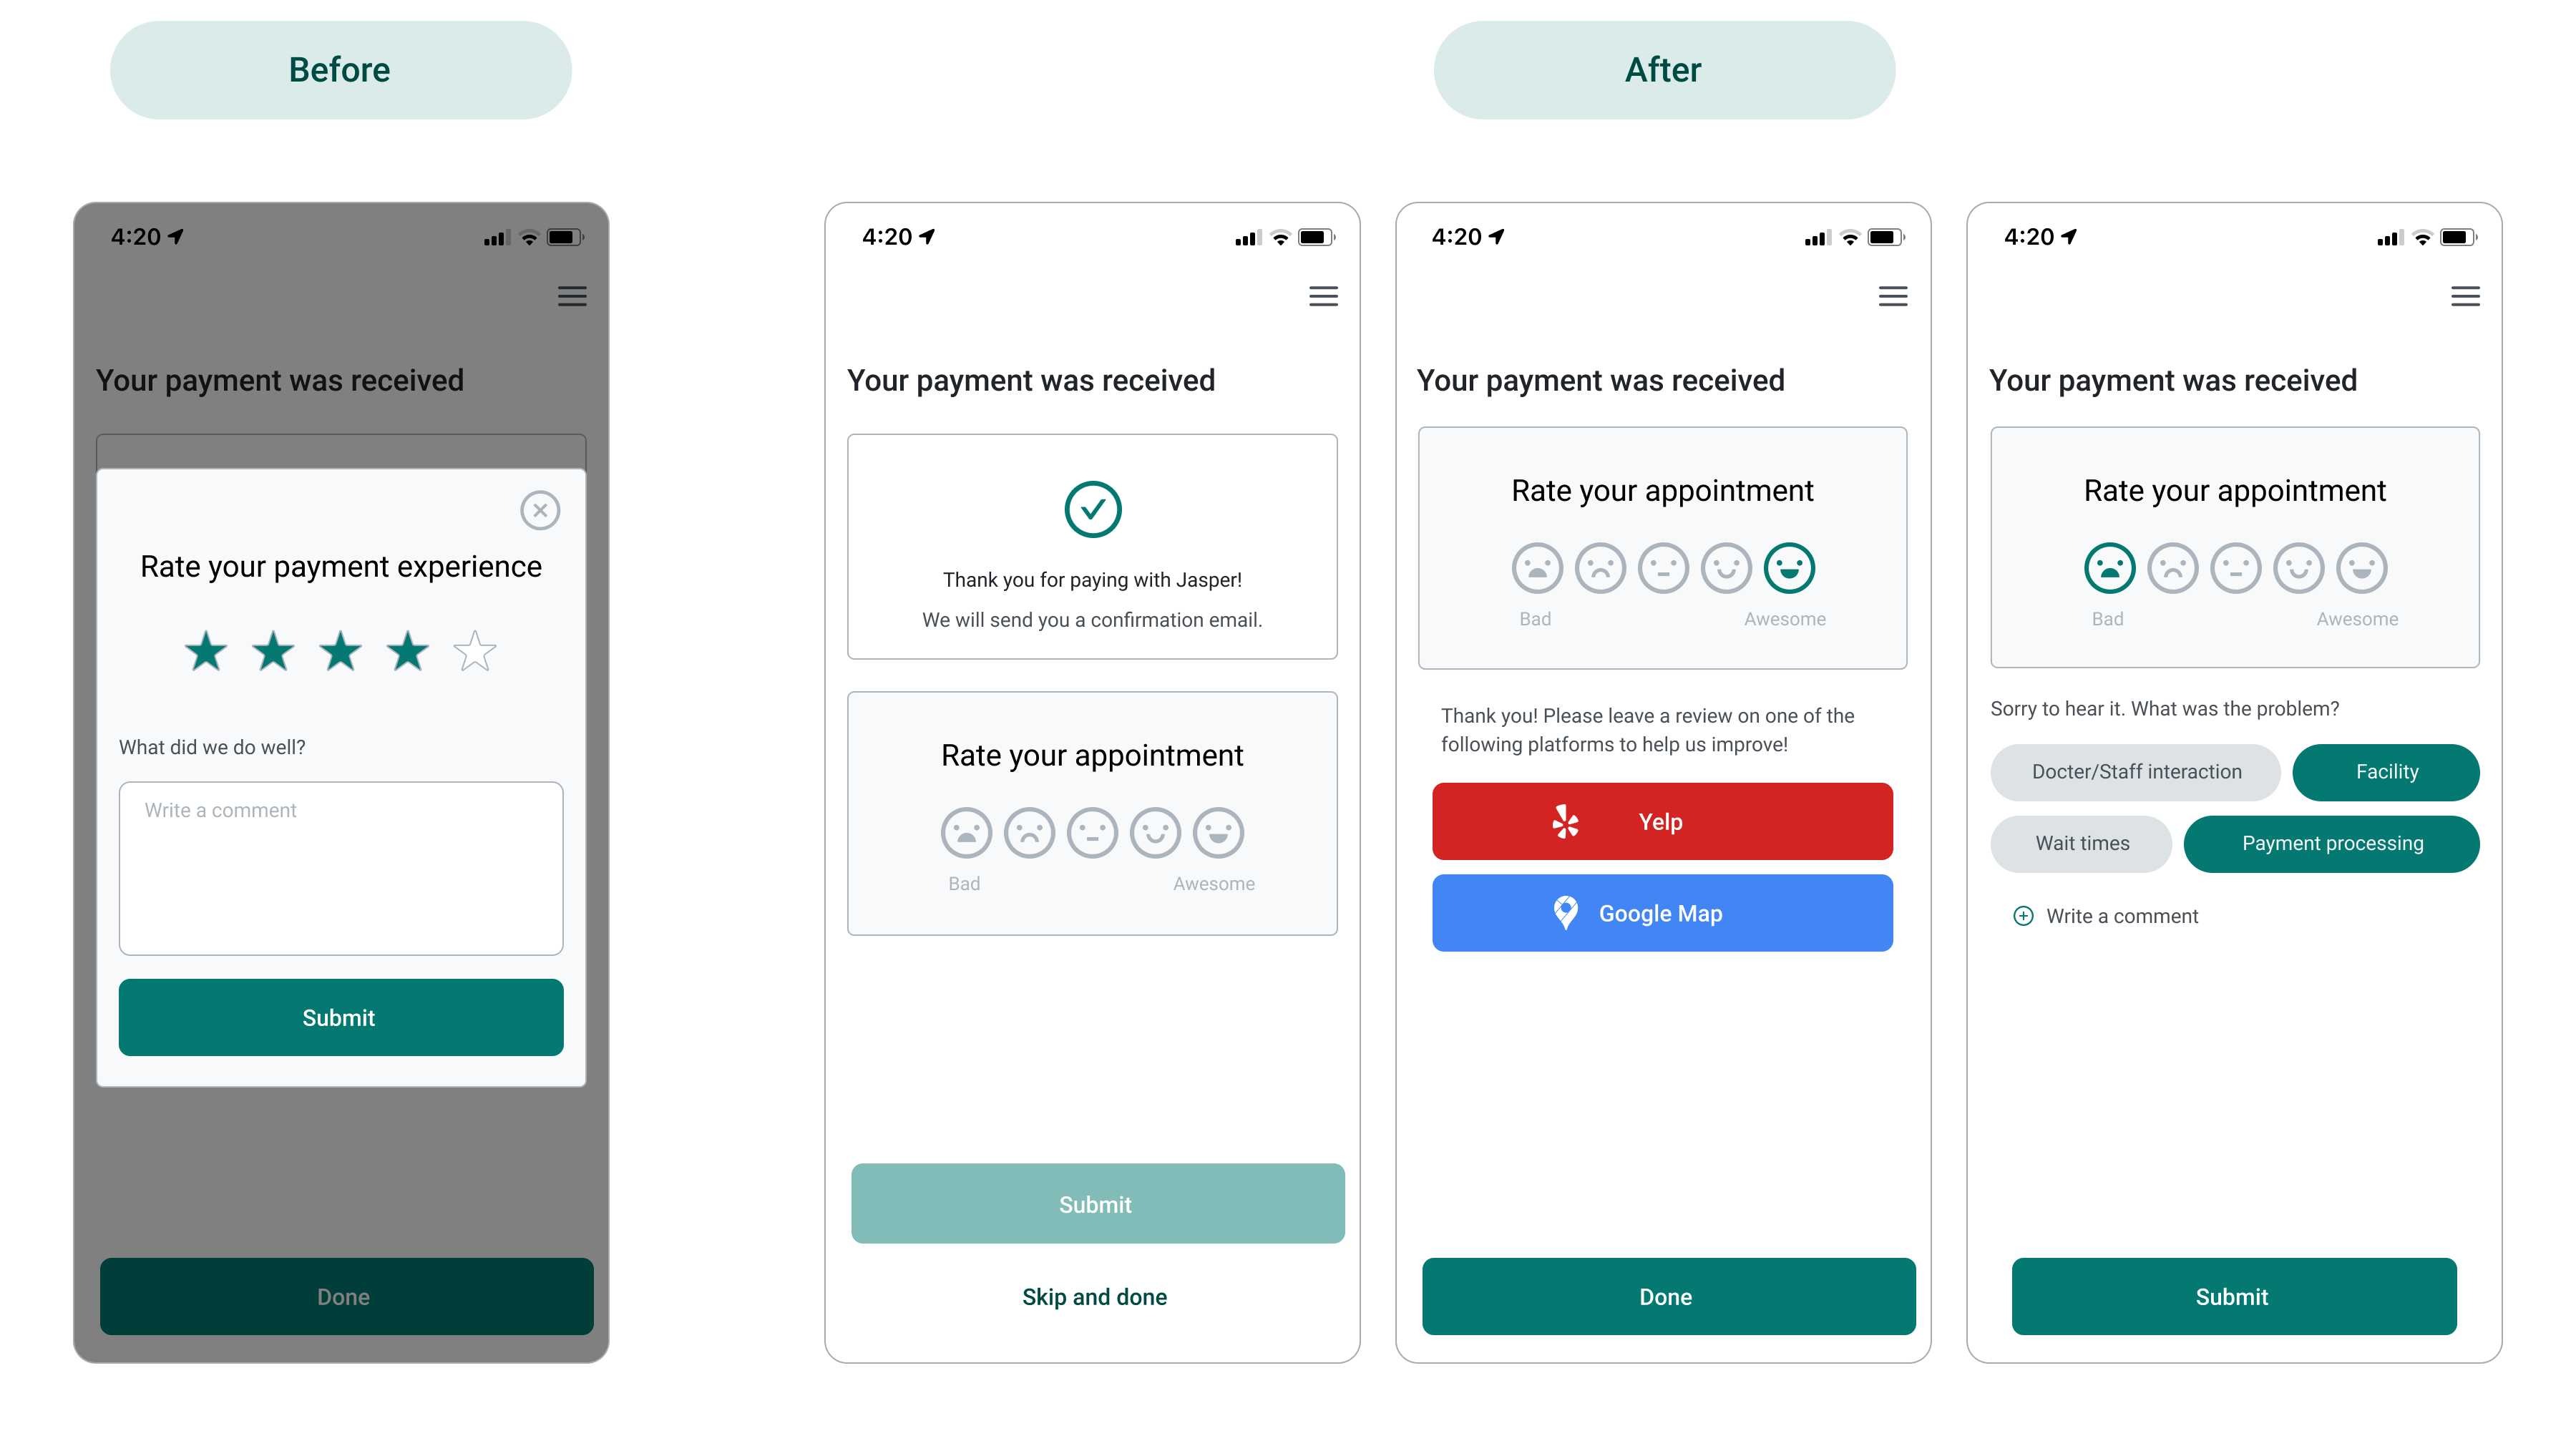 Before
After
4:20
Your payment was received
Rate your payment experience
What did we do well?
Write a comment
Submit
Done
4:20
Your payment was received
Thank you for paying with Jasper!
We will send you a confirmation email.
Rate your appointment
Bad Awesome
Submit
Skip and done
4:20
Your payment was received
Rate your appointment
Bad Awesome
Thank you! Please leave a review on one of the
following platforms to help us improve!
Yelp
Google Map
Done
4:20
Your payment was received
Rate your appointment
Bad Awesome
Sorry to hear it. What was the problem?
Docter/Staff interaction Facility
Wait times Payment processing
Write a comment
Submit